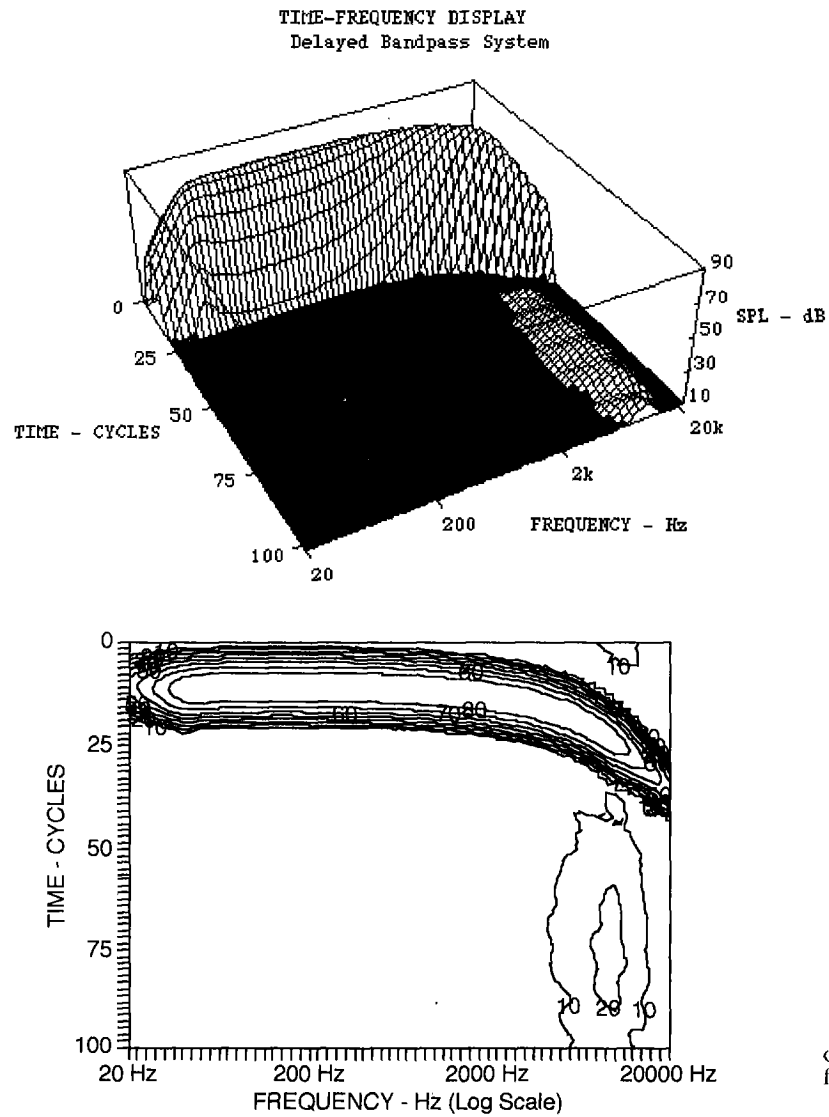 TIME-FREQUENCY DISPLAY
Delayed Bandpass System
90
70
SPL - dB
50
30
10
0
25
50
75
100
TIME - CYCLES
20k
2k
200
20
FREQUENCY - Hz
0
25
50
75
100
TIME - CYCLES
10
80
10
60
70 80
10 20 10
20 Hz 200 Hz 2000 Hz 20000 Hz
FREQUENCY - Hz (Log Scale)